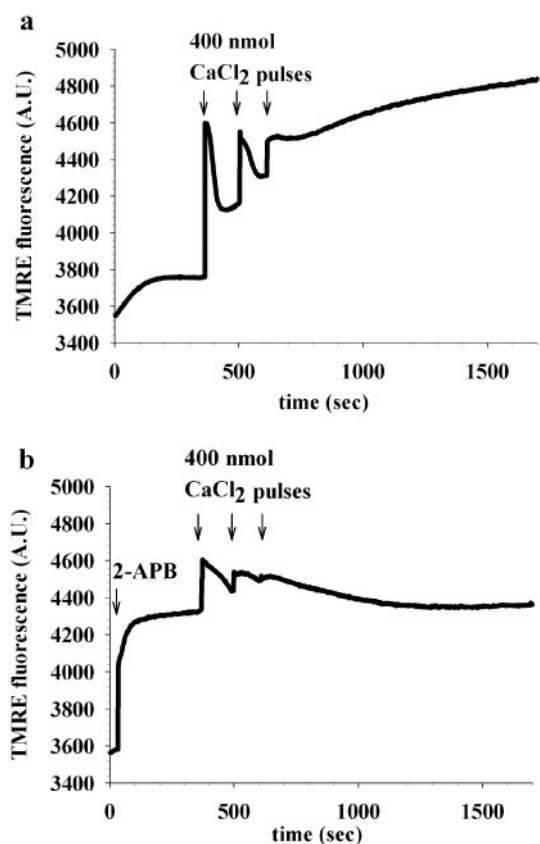 a
400 nmol
CaCl2 pulses
TMRE fluorescence (A.U.)
5000
4800
4600
4400
4200
4000
3800
3600
3400
0
500
1000
1500
time (sec)
b
400 nmol
CaCl2 pulses
2-APB
TMRE fluorescence (A.U.)
5000
4800
4600
4400
4200
4000
3800
3600
3400
0
500
1000
1500
time (sec)